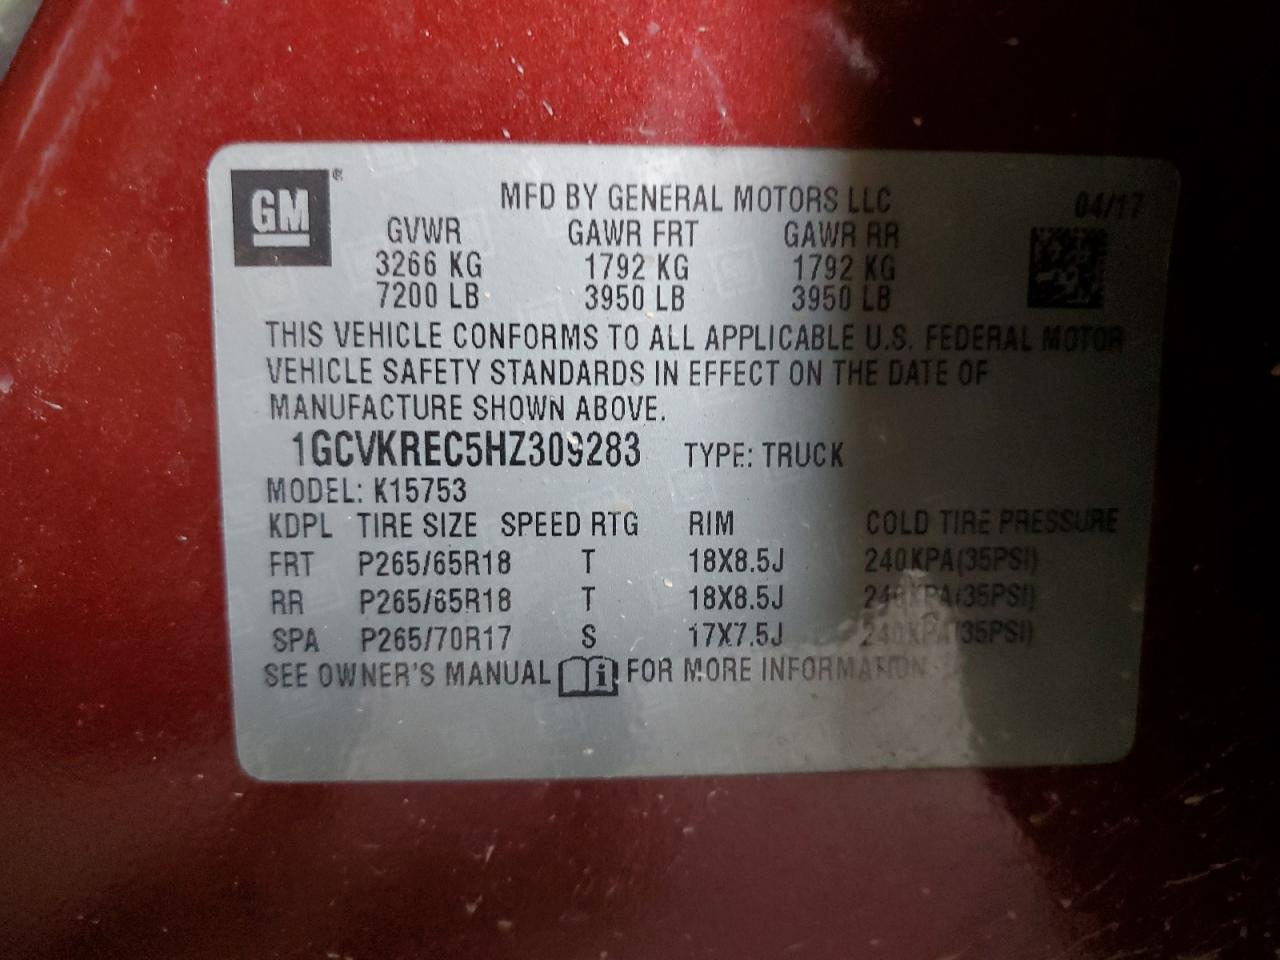 GM ®
MFD BY GENERAL MOTORS LLC 04/17
GVWR GAWR FRT GAWR RR
3266 KG 1792 KG 1792 KG
7200 LB 3950 LB 3950 LB
THIS VEHICLE CONFORMS TO ALL APPLICABLE U.S. FEDERAL MOTOR
VEHICLE SAFETY STANDARDS IN EFFECT ON THE DATE OF
MANUFACTURE SHOWN ABOVE.
1GCVKREC5HZ309283 TYPE: TRUCK
MODEL: K15753
KDPL TIRE SIZE SPEED RTG RIM COLD TIRE PRESSURE
FRT P265/65R18 T 18X8.5J 240KPA(35PSI)
RR P265/65R18 T 18X8.5J 240KPA(35PSI)
SPA P265/70R17 S 17X7.5J 240KPA(35PSI)
SEE OWNER'S MANUAL i FOR MORE INFORMATION